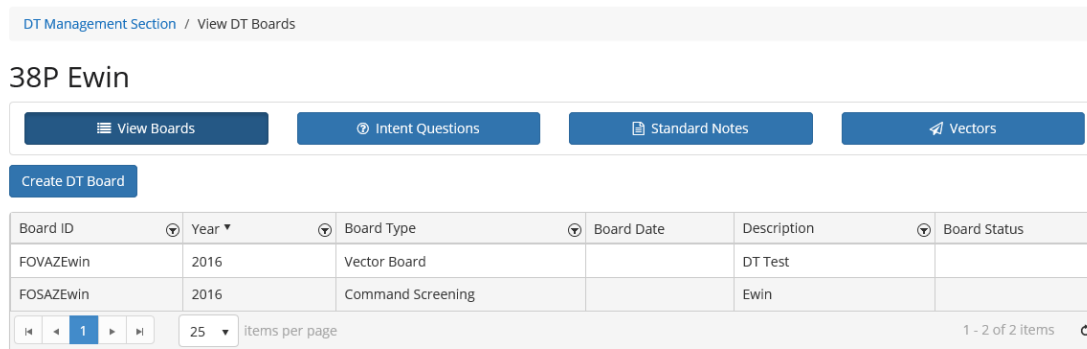 DT Management Section / View DT Boards
38P Ewin
View Boards Intent Questions Standard Notes Vectors
Create DT Board
Board ID Year Board Type Board Date Description Board Status
FOVAZEwin 2016 Vector Board DT Test
FOSAZEwin 2016 Command Screening Ewin
1 25 items per page 1 - 2 of 2 items